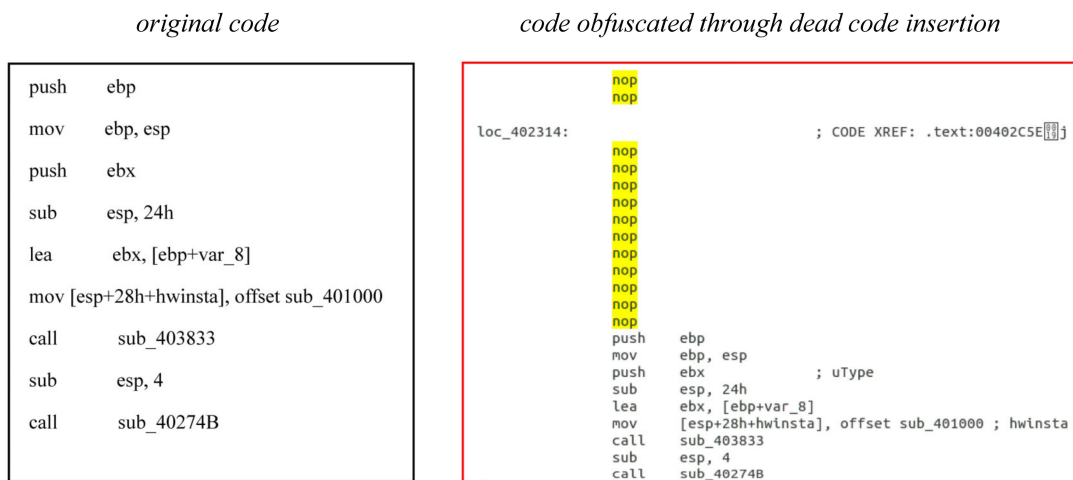 original code
push ebp
mov ebp, esp
push ebx
sub esp, 24h
lea ebx, [ebp+var_8]
mov [esp+28h+hwinsta], offset sub_401000
call sub_403833
sub esp, 4
call sub_40274B
code obfuscated through dead code insertion
nop
nop
loc_402314: ; CODE XREF: .text:00402C5E j
nop
nop
nop
nop
nop
nop
nop
nop
nop
nop
nop
push ebp
mov ebp, esp
push ebx ; uType
sub esp, 24h
lea ebx, [ebp+var_8]
mov [esp+28h+hwinsta], offset sub_401000 ; hwinsta
call sub_403833
sub esp, 4
call sub_40274B